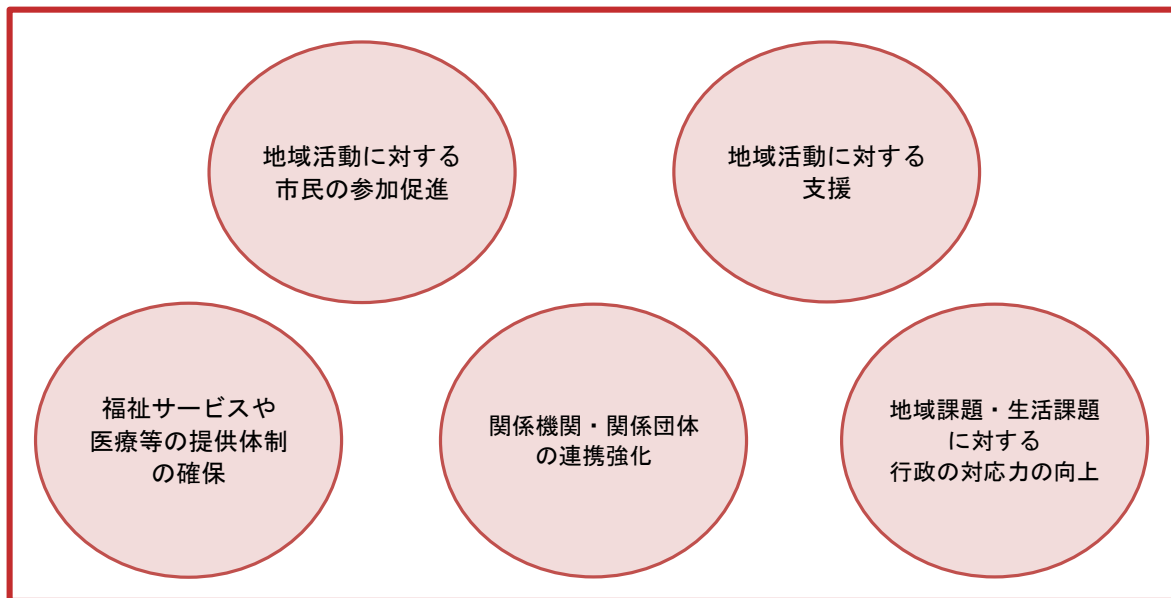 地域活動に対する
市民の参加促進
地域活動に対する
支援
福祉サービスや
医療等の提供体制
の確保
関係機関・関係団体
の連携強化
地域課題・生活課題
に対する
行政の対応力の向上